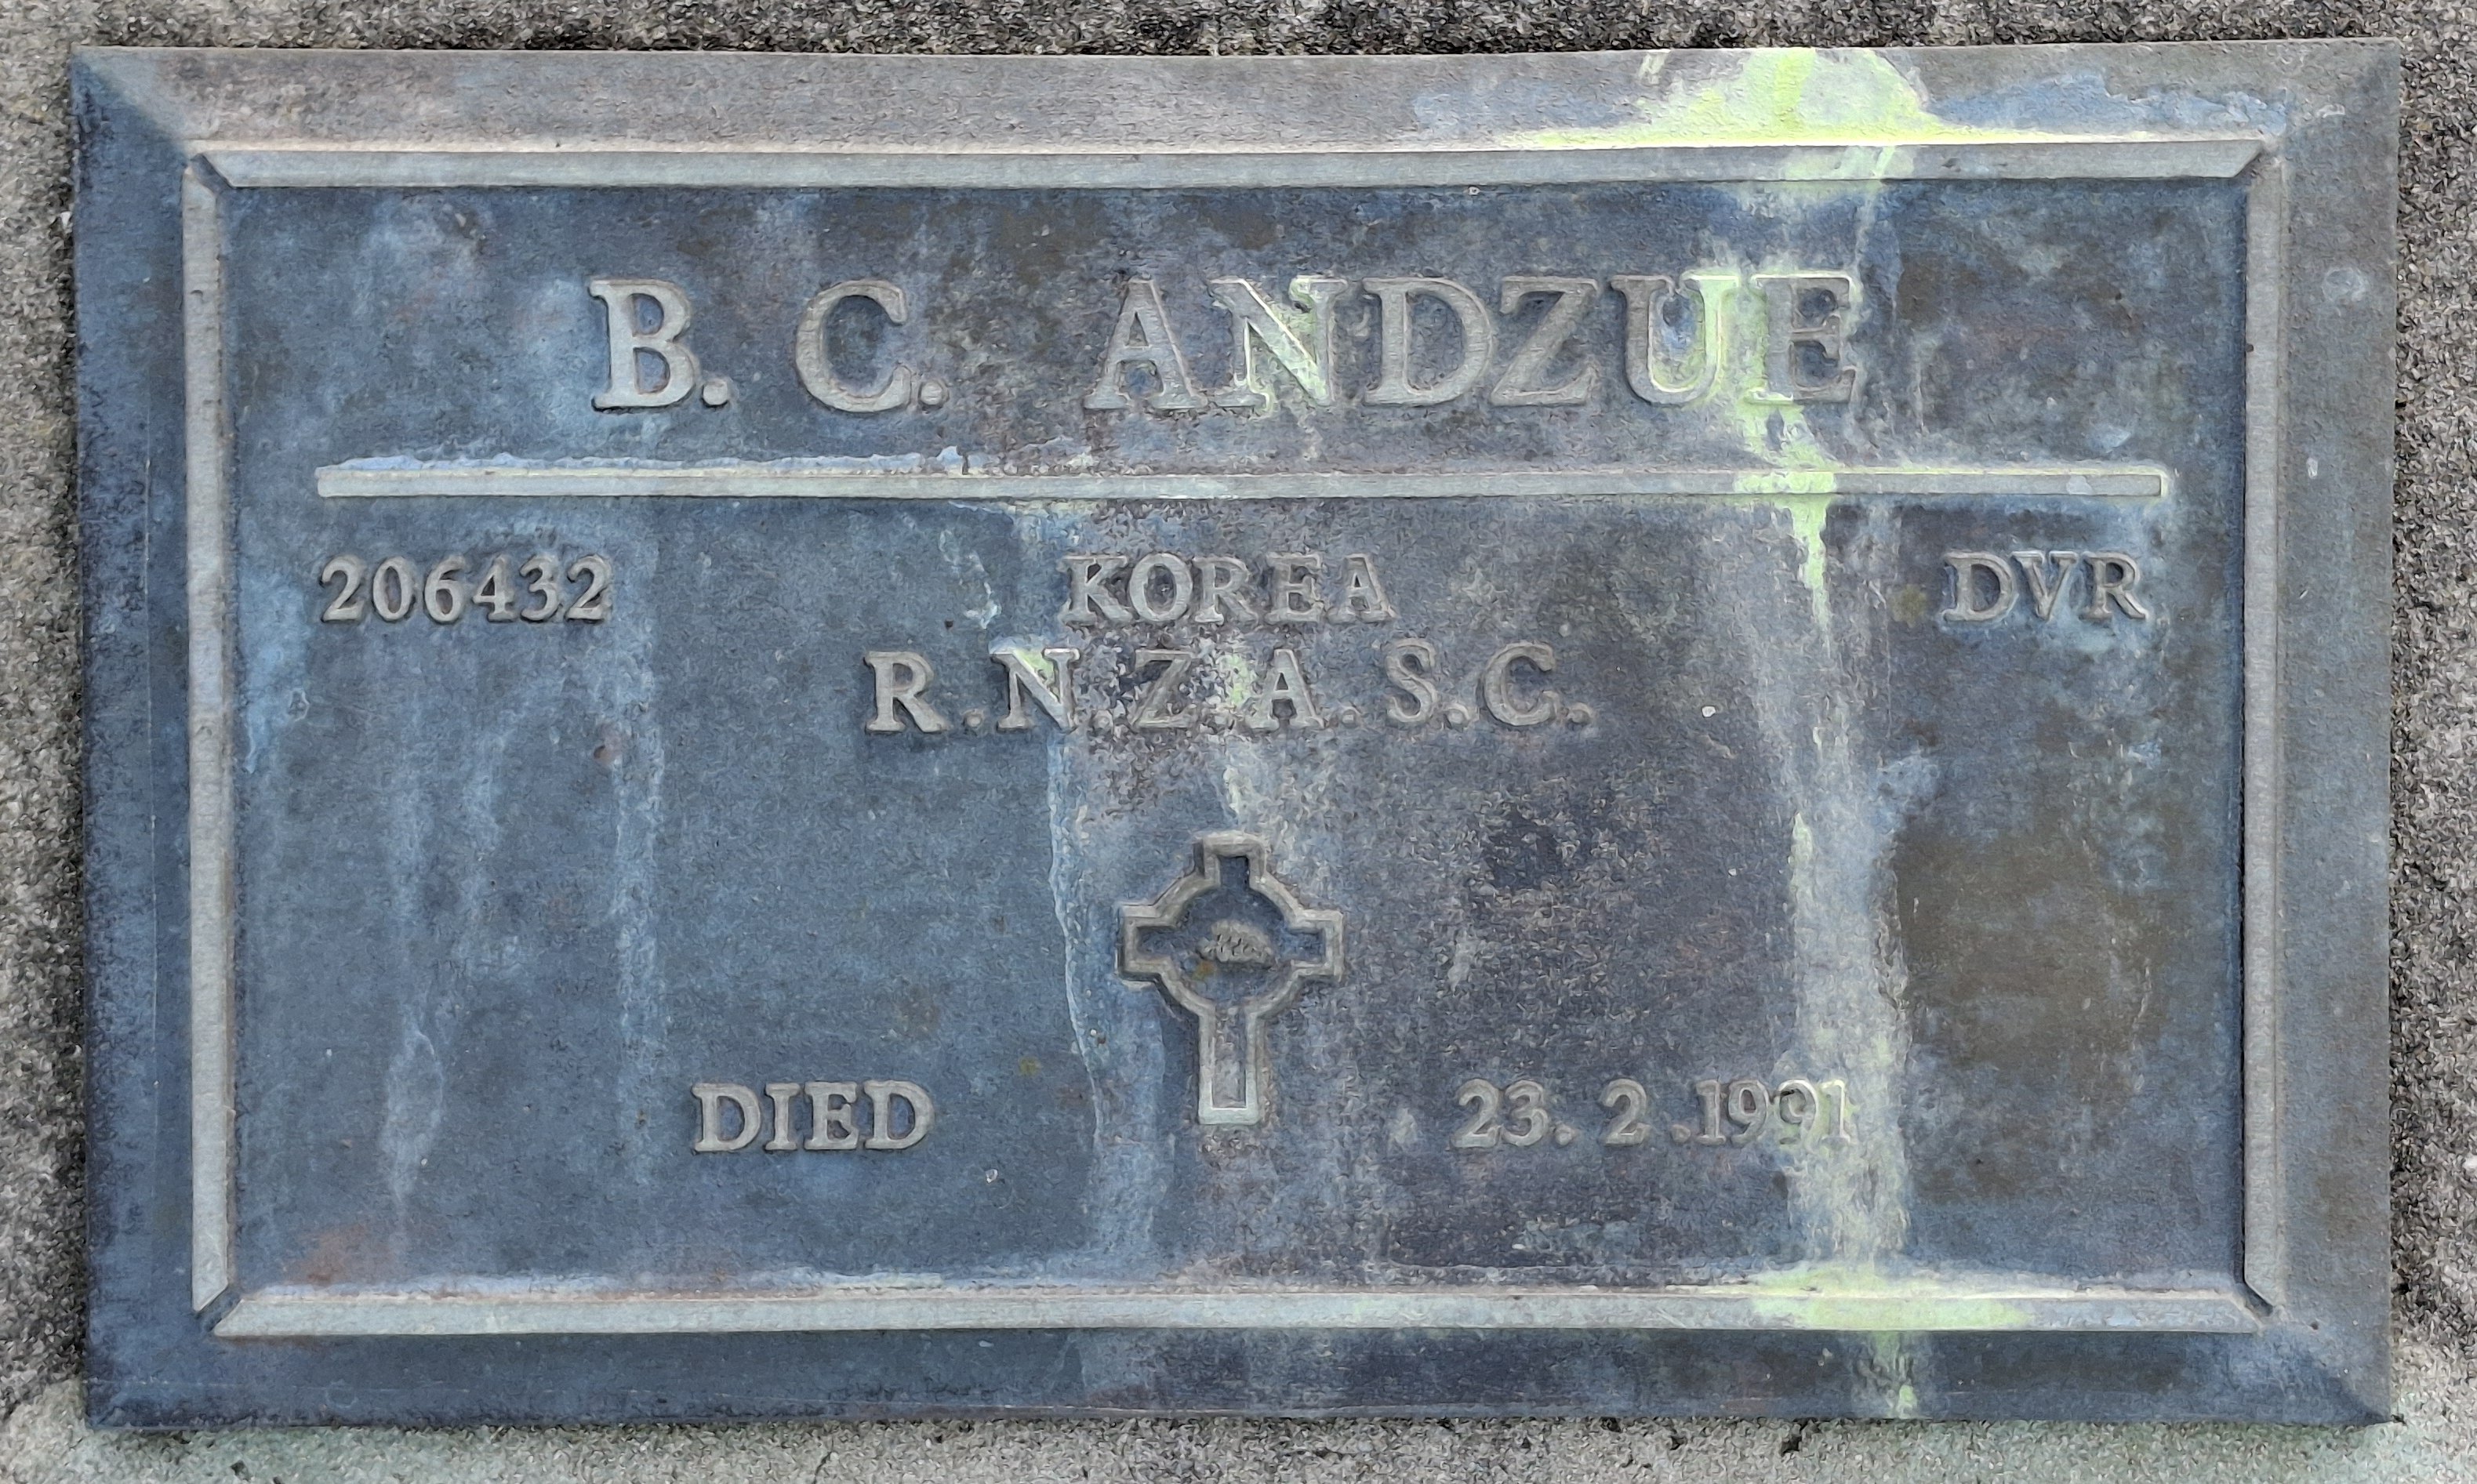 B. C. ANDZUE
206432 KOREA DVR
R.N.Z.A.S.C.
DIED 23. 2 .1991